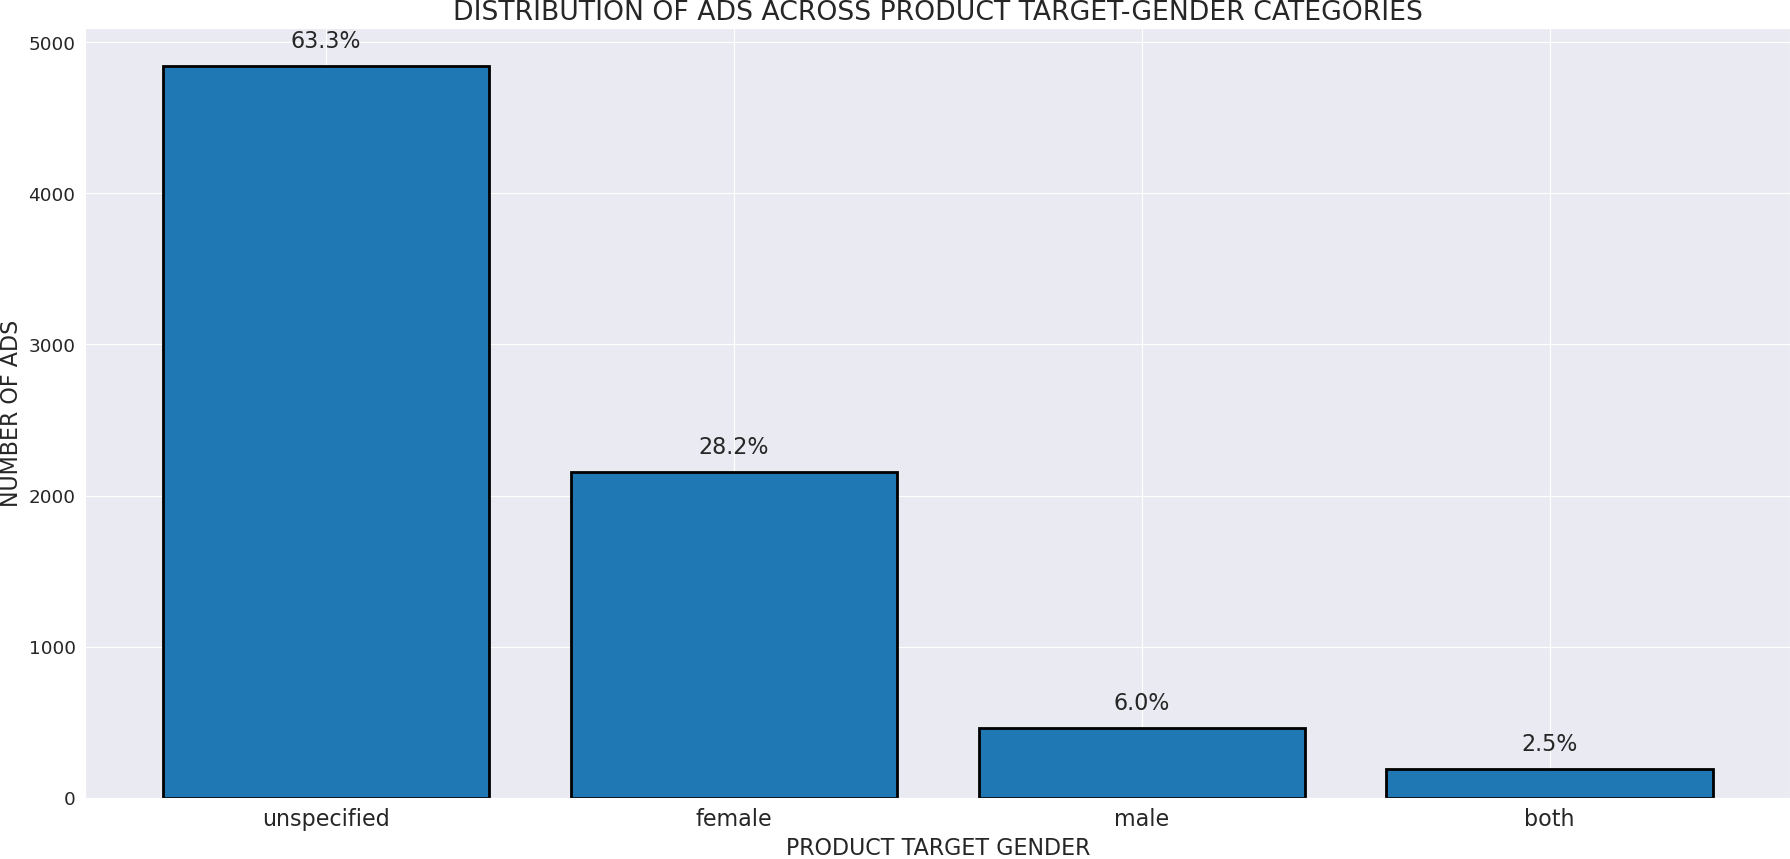 DISTRIBUTION OF ADS ACROSS PRODUCT TARGET-GENDER CATEGORIES
NUMBER OF ADS
5000
4000
3000
2000
1000
0
63.3%
28.2%
6.0%
2.5%
unspecified female male both
PRODUCT TARGET GENDER